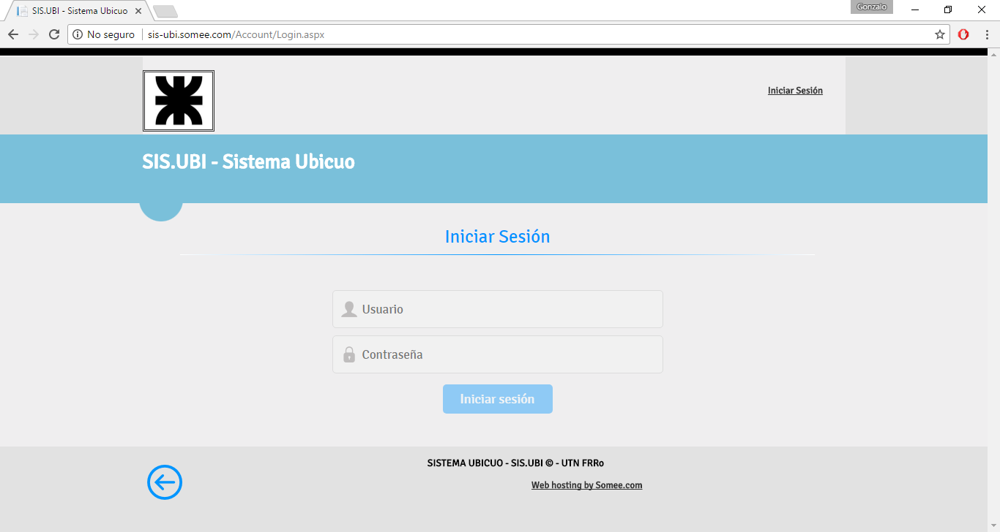 SIS.UBI - Sistema Ubicuo
Gonzalo
No seguro
sis-ubi.somee.com/Account/Login.aspx
Iniciar Sesión
SIS.UBI - Sistema Ubicuo
Iniciar Sesión
Usuario
Contraseña
Iniciar sesión
SISTEMA UBICUO - SIS.UBI © - UTN FRRo
Web hosting by Somee.com